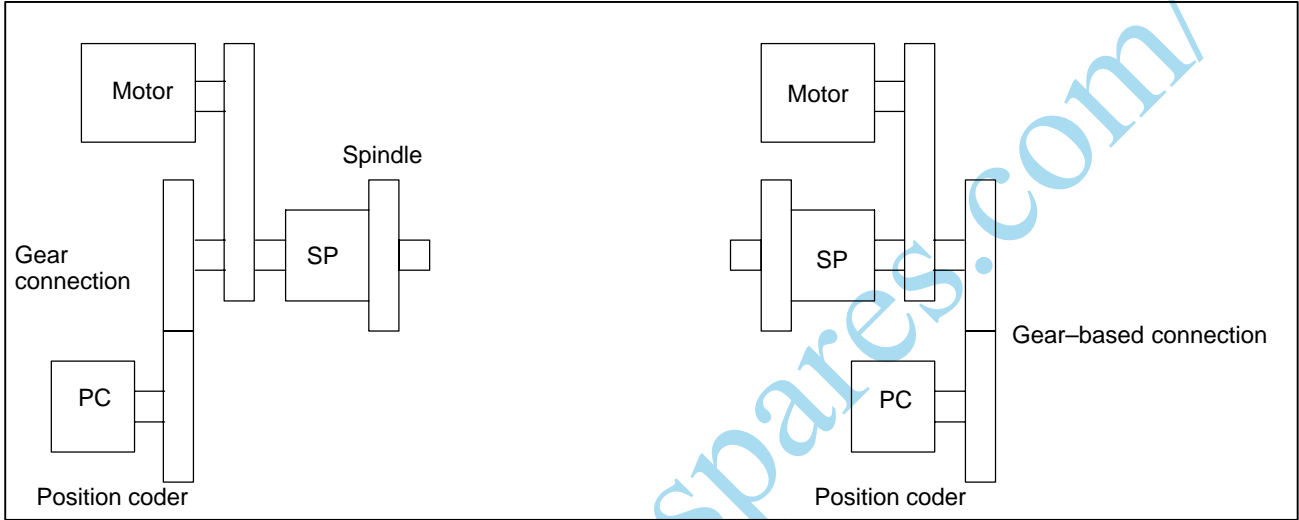 Motor
Spindle
Gear
connection
SP
PC
Position coder
Motor
SP
Gear–based connection
PC
Position coder
spares.com/